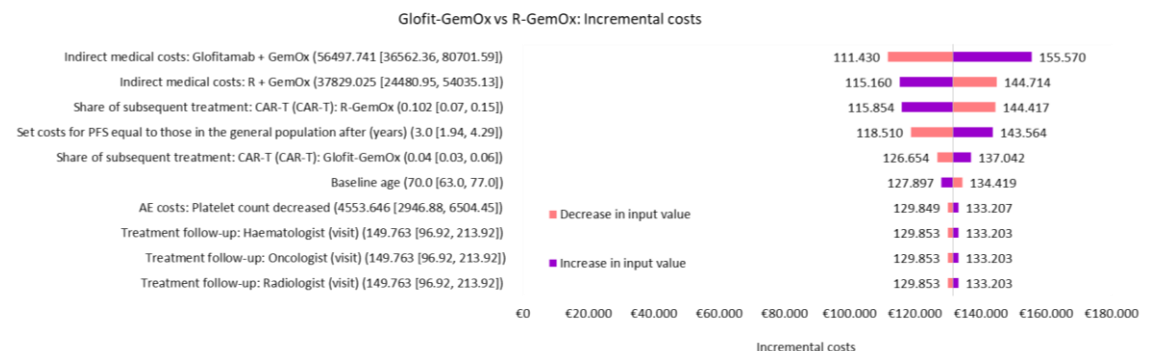 Glofit-GemOx vs R-GemOx: Incremental costs
Indirect medical costs: Glofitamab + GemOx (56497.741 [36562.36, 80701.59]) 111.430 155.570
Indirect medical costs: R + GemOx (37829.025 [24480.95, 54035.13]) 115.160 144.714
Share of subsequent treatment: CAR-T (CAR-T): R-GemOx (0.102 [0.07, 0.15]) 115.854 144.417
Set costs for PFS equal to those in the general population after (years) (3.0 [1.94, 4.29]) 118.510 143.564
Share of subsequent treatment: CAR-T (CAR-T): Glofit-GemOx (0.04 [0.03, 0.06]) 126.654 137.042
Baseline age (70.0 [63.0, 77.0]) 127.897 134.419
AE costs: Platelet count decreased (4553.646 [2946.88, 6504.45]) 129.849 133.207
Treatment follow-up: Haematologist (visit) (149.763 [96.92, 213.92]) 129.853 133.203
Treatment follow-up: Oncologist (visit) (149.763 [96.92, 213.92]) 129.853 133.203
Treatment follow-up: Radiologist (visit) (149.763 [96.92, 213.92]) 129.853 133.203
Decrease in input value
Increase in input value
€0 €20.000 €40.000 €60.000 €80.000 €100.000 €120.000 €140.000 €160.000 €180.000
Incremental costs